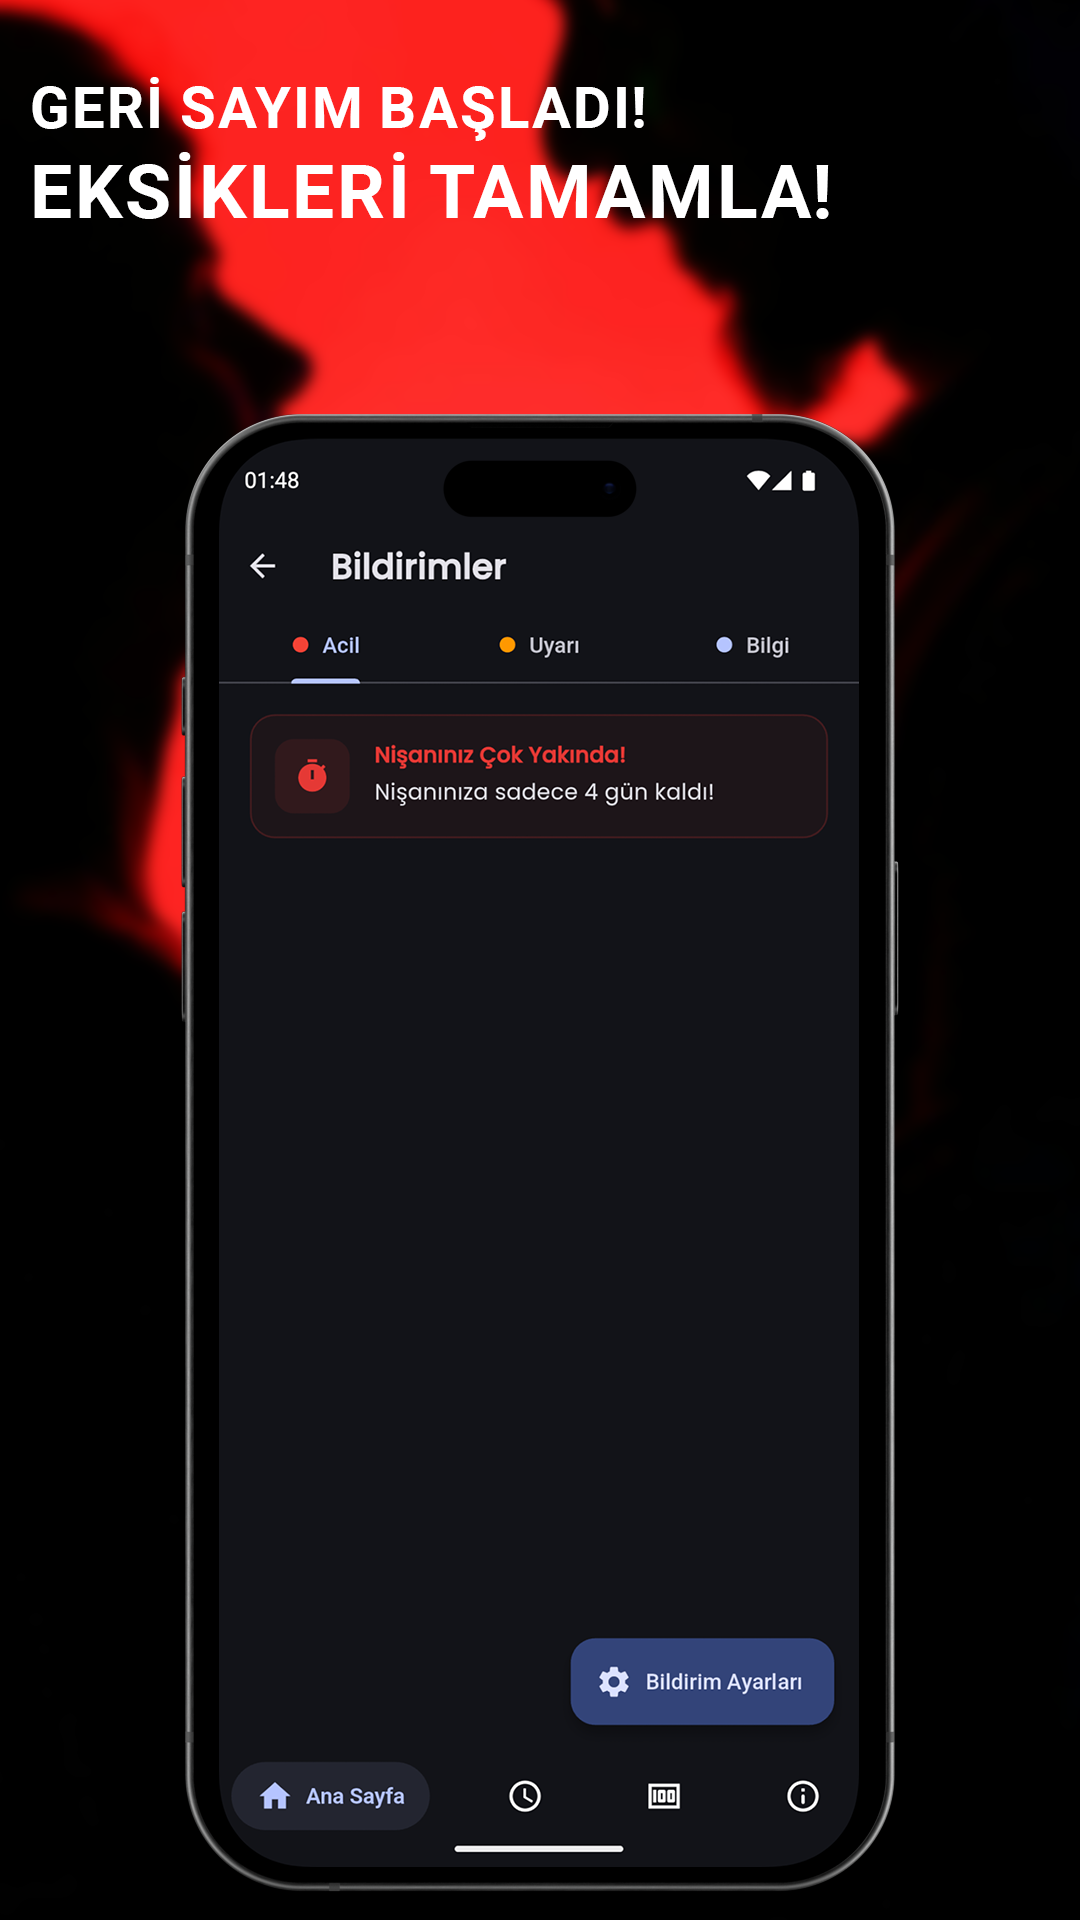 GERİ SAYIM BAŞLADI!
EKSİKLERİ TAMAMLA!
01:48
Bildirimler
Acil
Uyarı
Bilgi
Nişanınız Çok Yakında!
Nişanınıza sadece 4 gün kaldı!
Bildirim Ayarları
Ana Sayfa
100